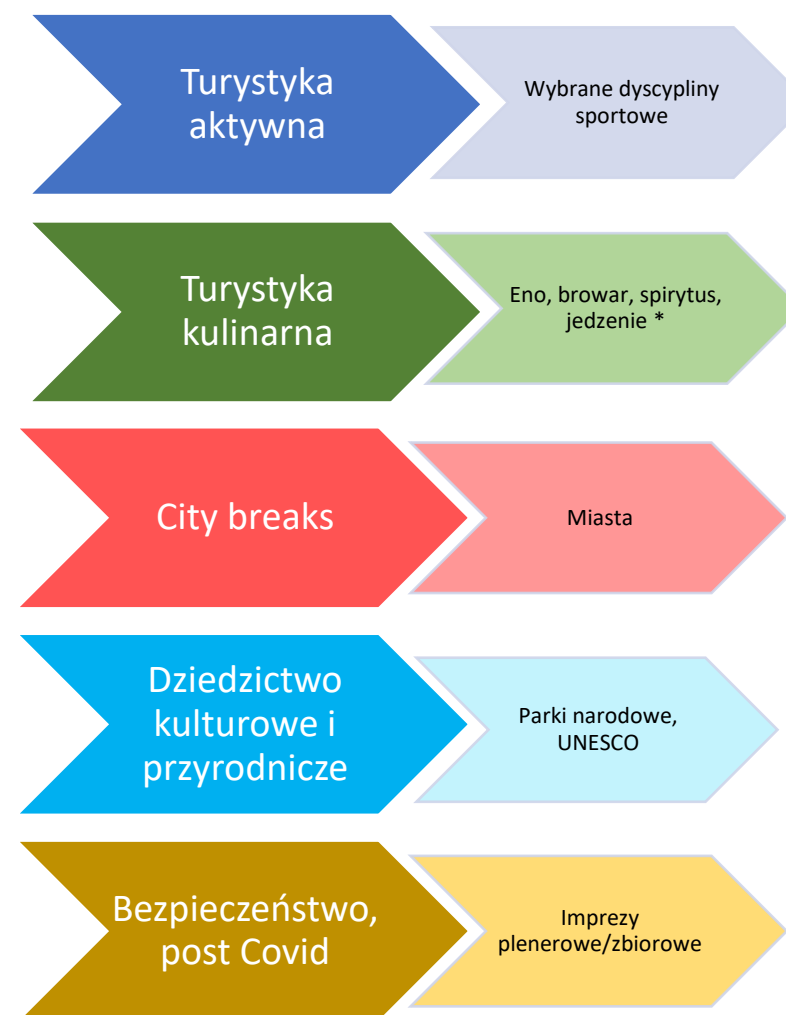 Turystyka
aktywna
Wybrane dyscypliny
sportowe
Turystyka
kulinarna
Eno, browar, spirytus,
jedzenie *
City breaks
Miasta
Dziedzictwo
kulturowe i
przyrodnicze
Parki narodowe,
UNESCO
Bezpieczeństwo,
post Covid
Imprezy
plenerowe/zbiorowe